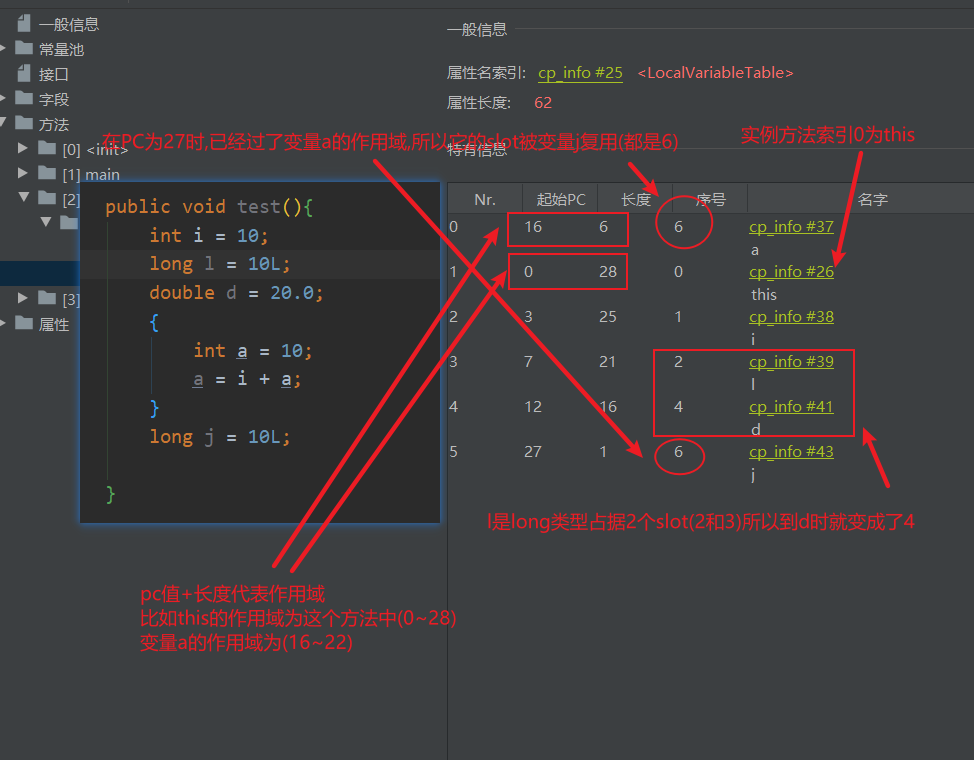 一般信息
常量池
接口
字段
方法
[0] <init>
[1] main
[2]
[3]
属性
一般信息
属性名索引: cp_info #25 <LocalVariableTable>
属性长度: 62
特有信息
在PC为27时,已经过了变量a的作用域,所以它的slot被变量j复用(都是6)
实例方法索引0为this
Nr. 起始PC 长度 序号 名字
0 16 6 6 cp_info #37
a
1 0 28 0 cp_info #26
this
2 3 25 1 cp_info #38
i
3 7 21 2 cp_info #39
l
4 12 16 4 cp_info #41
d
5 27 1 6 cp_info #43
j
public void test(){
int i = 10;
long l = 10L;
double d = 20.0;
{
int a = 10;
a = i + a;
}
long j = 10L;
}
l是long类型占据2个slot(2和3)所以到d时就变成了4
pc值+长度代表作用域
比如this的作用域为这个方法中(0~28)
变量a的作用域为(16~22)